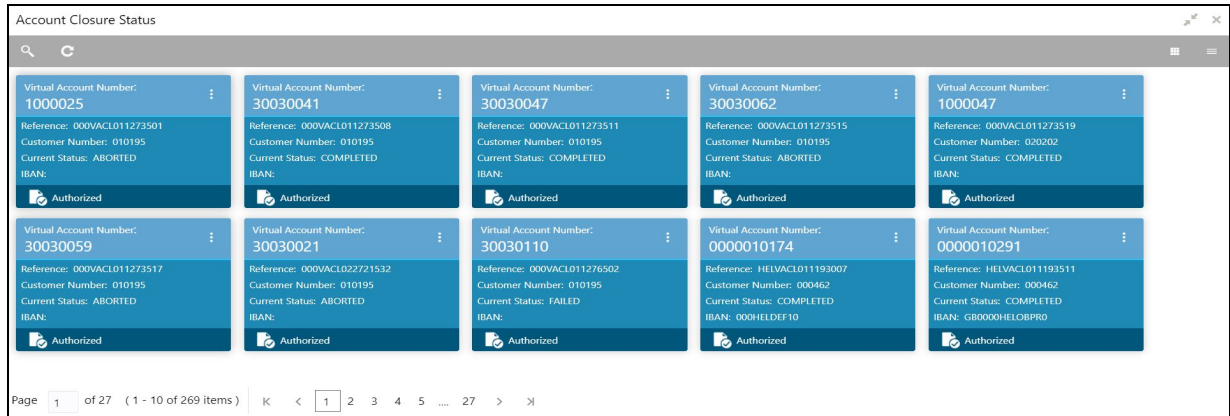 Account Closure Status
Virtual Account Number:
1000025
Reference: 000VACL011273501
Customer Number: 010195
Current Status: ABORTED
IBAN:
Authorized
Virtual Account Number:
30030041
Reference: 000VACL011273508
Customer Number: 010195
Current Status: COMPLETED
IBAN:
Authorized
Virtual Account Number:
30030047
Reference: 000VACL011273511
Customer Number: 010195
Current Status: COMPLETED
IBAN:
Authorized
Virtual Account Number:
30030062
Reference: 000VACL011273515
Customer Number: 010195
Current Status: ABORTED
IBAN:
Authorized
Virtual Account Number:
1000047
Reference: 000VACL011273519
Customer Number: 020202
Current Status: COMPLETED
IBAN:
Authorized
Virtual Account Number:
30030059
Reference: 000VACL011273517
Customer Number: 010195
Current Status: ABORTED
IBAN:
Authorized
Virtual Account Number:
30030021
Reference: 000VACL022721532
Customer Number: 010195
Current Status: ABORTED
IBAN:
Authorized
Virtual Account Number:
30030110
Reference: 000VACL011276502
Customer Number: 010195
Current Status: FAILED
IBAN:
Authorized
Virtual Account Number:
0000010174
Reference: HELVACL011193007
Customer Number: 000462
Current Status: COMPLETED
IBAN: 000HELDEF10
Authorized
Virtual Account Number:
0000010291
Reference: HELVACL011193511
Customer Number: 000462
Current Status: COMPLETED
IBAN: GB0000HELOBPR0
Authorized
Page 1 of 27 ( 1 - 10 of 269 items ) 1 2 3 4 5 .... 27